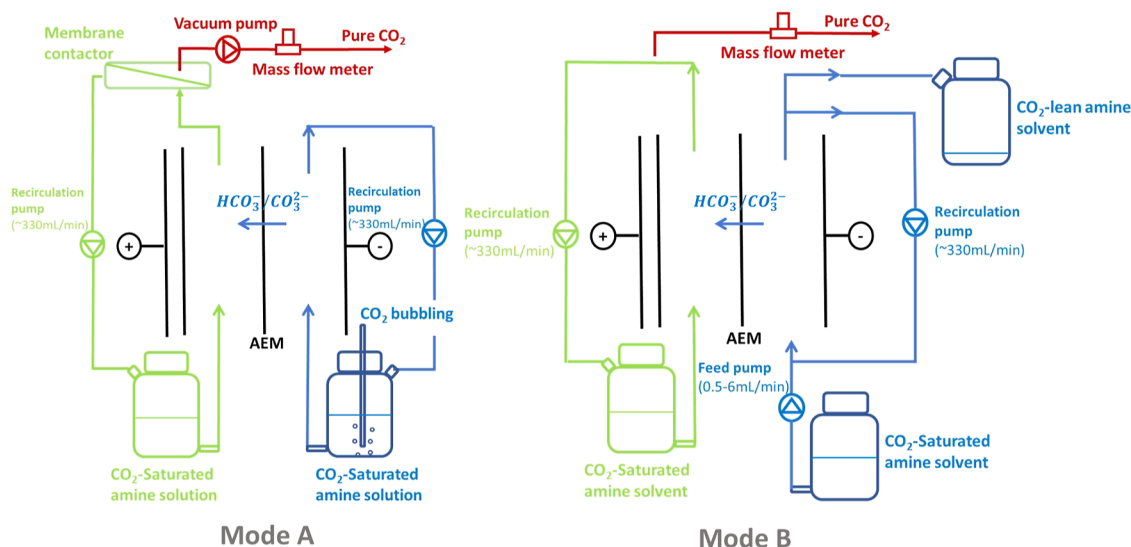 Membrane
contactor
Vacuum pump
Pure CO₂
Mass flow meter
Recirculation
pump
(~330mL/min)
+
HCO₃⁻/CO₃²⁻
Recirculation
pump
(~330mL/min)
-
CO₂ bubbling
AEM
CO₂-Saturated
amine solution
CO₂-Saturated
amine solution
Mode A
Pure CO₂
Mass flow meter
CO₂-lean amine
solvent
Recirculation
pump
(~330mL/min)
+
HCO₃⁻/CO₃²⁻
-
Recirculation
pump
(~330mL/min)
AEM
Feed pump
(0.5-6mL/min)
CO₂-Saturated
amine solvent
CO₂-Saturated
amine solvent
Mode B